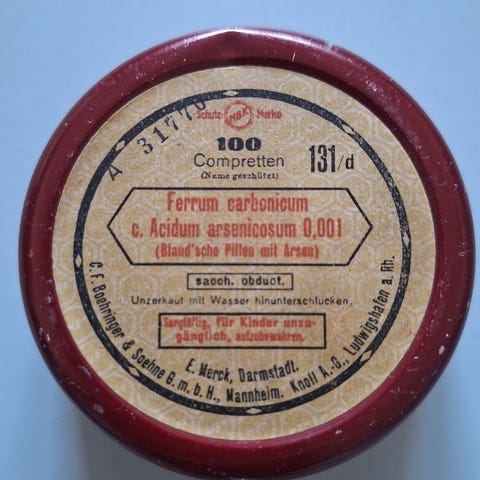 A 31770
Schutz MBK Marke
100
Compretten
(Name geschützt)
131/d
Ferrum carbonicum
c. Acidum arsenicosum 0,001
(Blaud'sche Pillen mit Arsen)
sacch. obduct.
Unzerkaut mit Wasser hinunterschlucken.
Sorgfältig, für Kinder unzu-
gänglich, aufzubewahren.
E. Merck, Darmstadt.
C. F. Boehringer & Soehne G. m. b. H., Mannheim. Knoll A.-G., Ludwigshafen a. Rh.